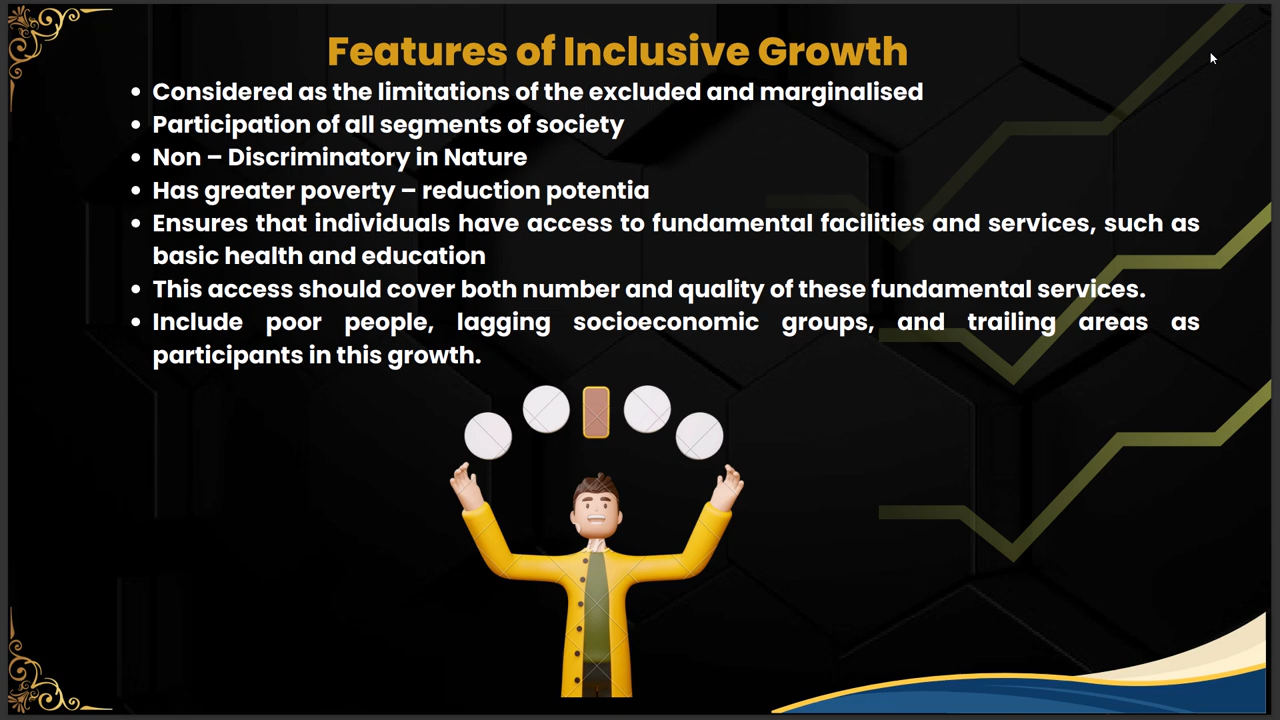 Features of Inclusive Growth
• Considered as the limitations of the excluded and marginalised
• Participation of all segments of society
• Non – Discriminatory in Nature
• Has greater poverty – reduction potentia
• Ensures that individuals have access to fundamental facilities and services, such as
basic health and education
• This access should cover both number and quality of these fundamental services.
• Include poor people, lagging socioeconomic groups, and trailing areas as
participants in this growth.